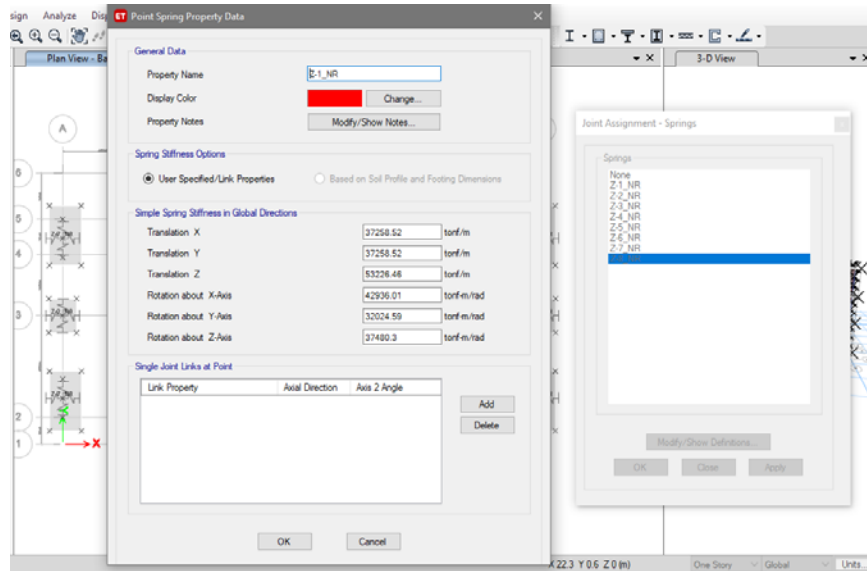 sign Analyze Disp
Point Spring Property Data
Plan View - Ba
3-D View
General Data
Property Name Z-1_NR
Display Color Change...
Property Notes Modify/Show Notes...
Spring Stiffness Options
User Specified/Link Properties Based on Soil Profile and Footing Dimensions
Simple Spring Stiffness in Global Directions
Translation X 37258.52 tonf/m
Translation Y 37258.52 tonf/m
Translation Z 53226.46 tonf/m
Rotation about X-Axis 42936.01 tonf-m/rad
Rotation about Y-Axis 32024.59 tonf-m/rad
Rotation about Z-Axis 37480.3 tonf-m/rad
Single Joint Links at Point
Link Property Axial Direction Axis 2 Angle
Add
Delete
OK Cancel
Joint Assignment - Springs
Springs
None
Z-1_NR
Z-2_NR
Z-3_NR
Z-4_NR
Z-5_NR
Z-6_NR
Z-7_NR
Modify/Show Definitions...
OK Close Apply
A
6
5
4
3
2
1
X
X 22.3 Y 0.6 Z 0 (m)
One Story Global Units...